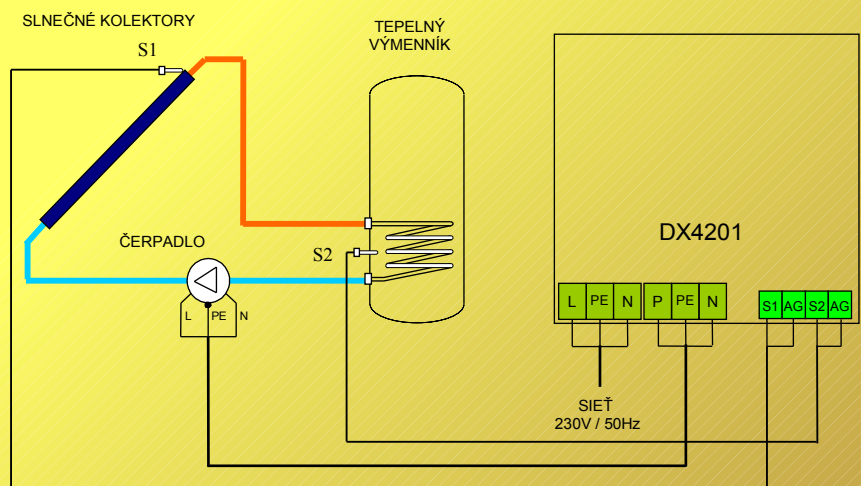 SLNEČNÉ KOLEKTORY
S1
TEPELNÝ
VÝMENNÍK
ČERPADLO
S2
L PE N
DX4201
L PE N P PE N
S1 AG S2 AG
SIEŤ
230V / 50Hz